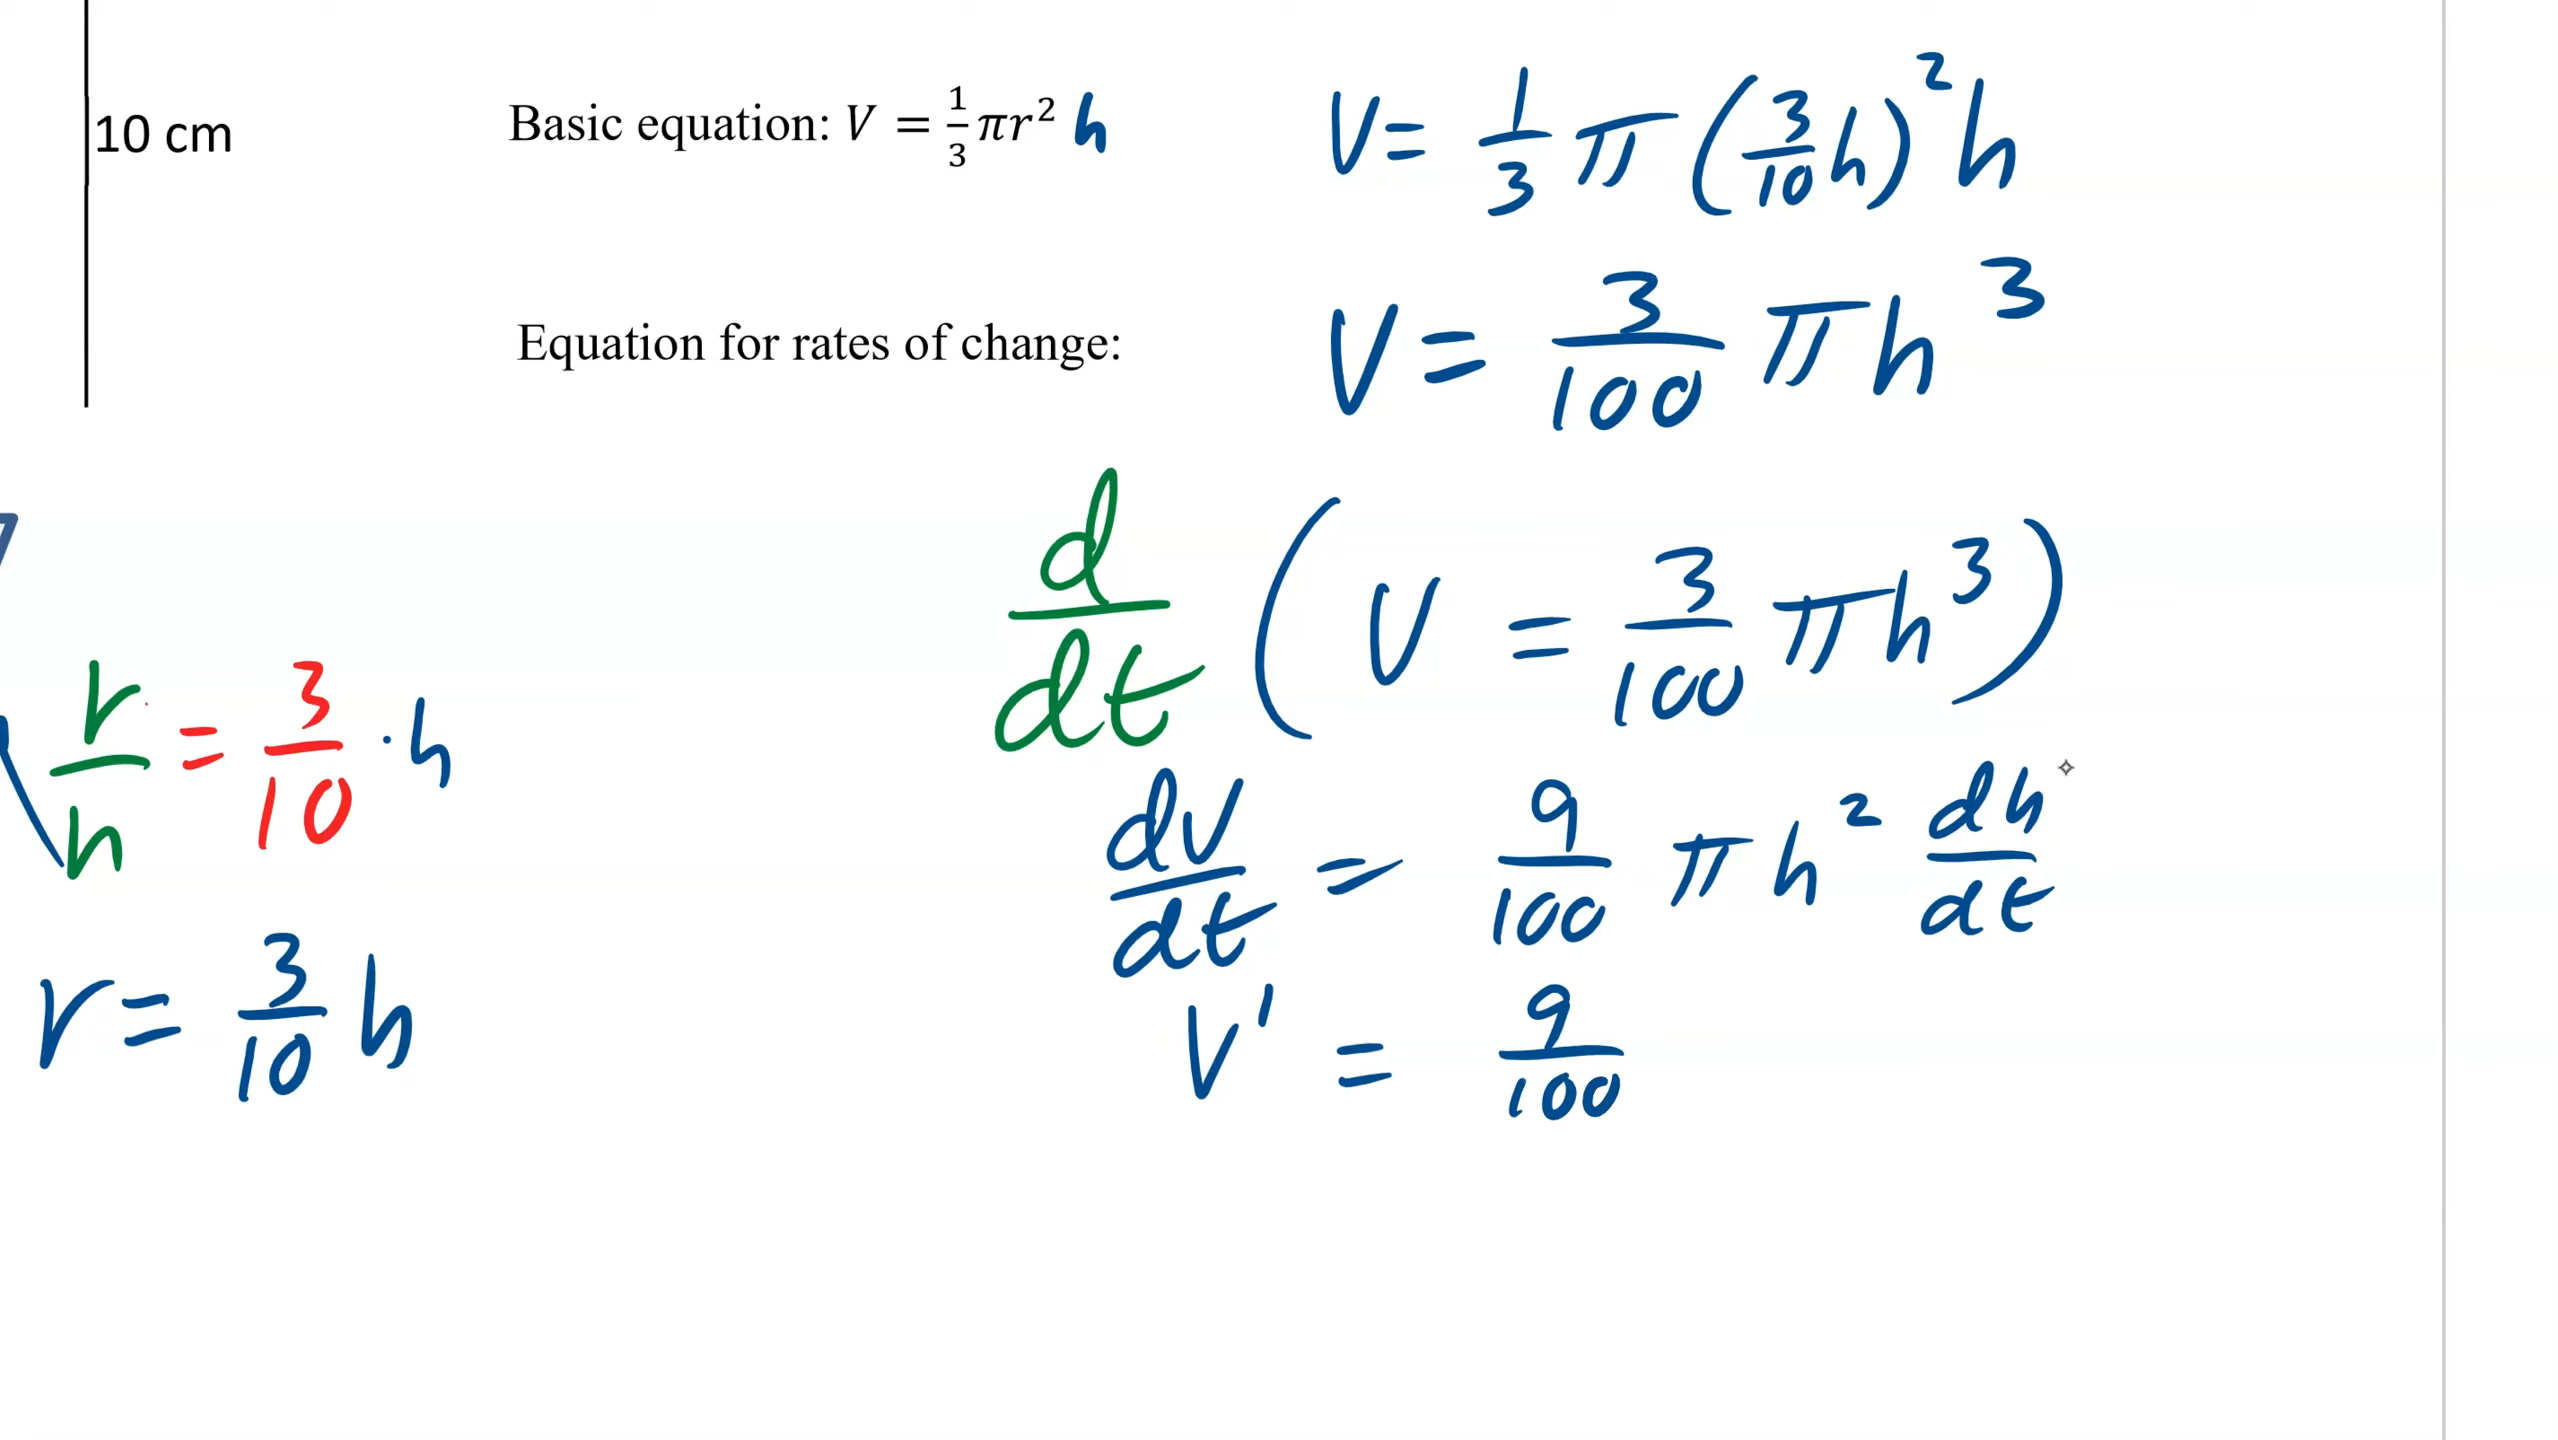 10 cm
Basic equation: V = 1/3 πr² h
V = 1/3 π (3/10 h)² h
Equation for rates of change:
V = 3/100 π h³
d/dt ( V = 3/100 π h³ )
r/h = 3/10 · h
dV/dt = 9/100 π h² dh/dt
r = 3/10 h
V' = 9/100